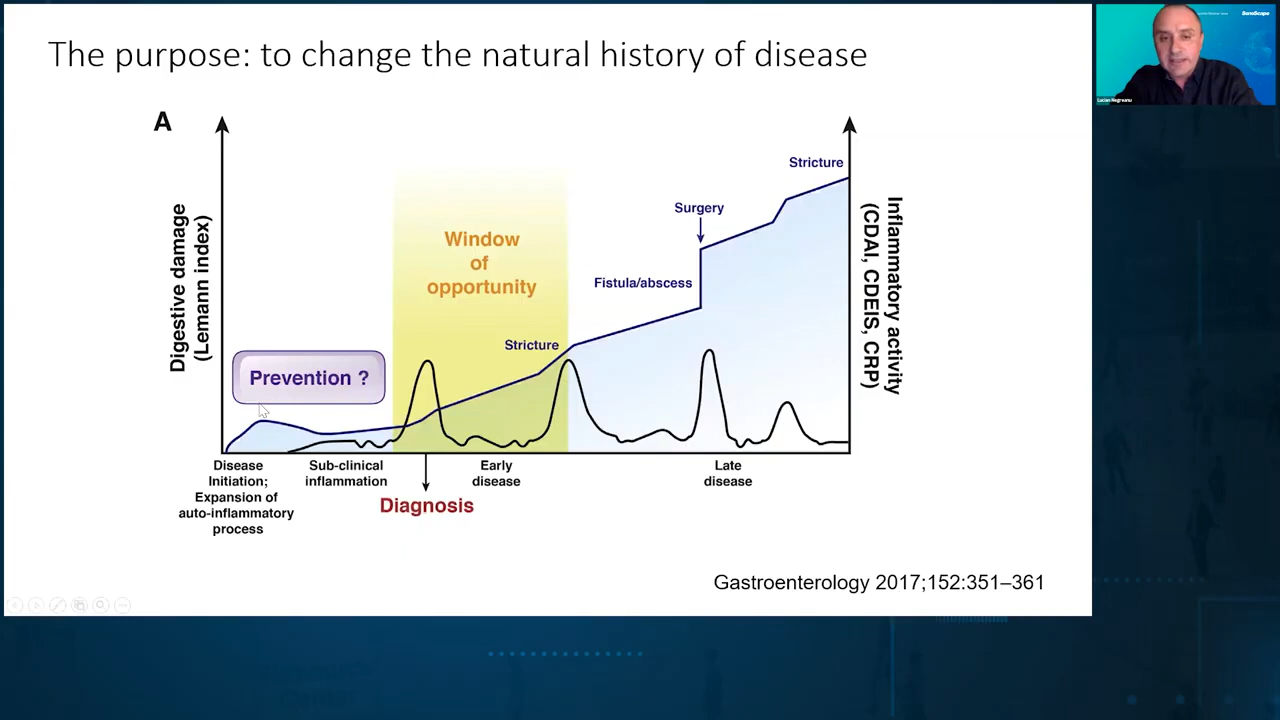 The purpose: to change the natural history of disease
A
Digestive damage
(Lemann index)
Inflammatory activity
(CDAI, CDEIS, CRP)
Stricture
Surgery
Window
of
opportunity
Fistula/abscess
Stricture
Prevention ?
Disease
Initiation;
Expansion of
auto-inflammatory
process
Sub-clinical
inflammation
Early
disease
Late
disease
Diagnosis
Gastroenterology 2017;152:351–361
Lucian Negreanu